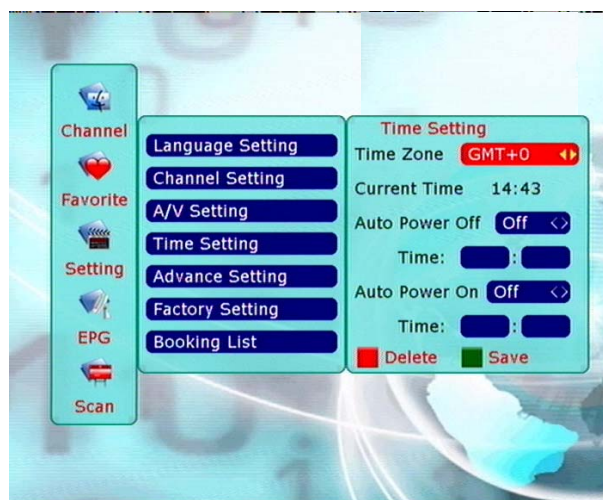 Channel
Favorite
Setting
EPG
Scan
Language Setting
Channel Setting
A/V Setting
Time Setting
Advance Setting
Factory Setting
Booking List
Time Setting
Time Zone GMT+0
Current Time 14:43
Auto Power Off Off
Time: :
Auto Power On Off
Time: :
Delete Save